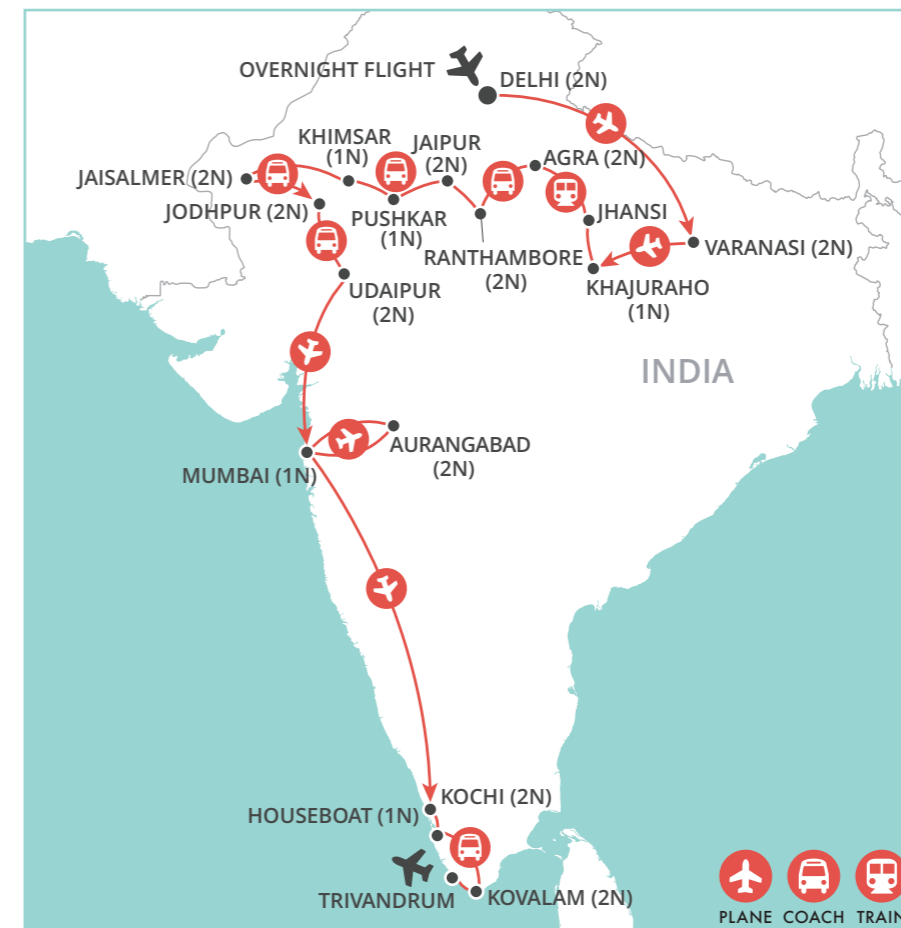 OVERNIGHT FLIGHT
DELHI (2N)
KHIMSAR
(1N)
JAIPUR
(2N)
AGRA (2N)
JAISALMER (2N)
JODHPUR (2N)
PUSHKAR
(1N)
JHANSI
RANTHAMBORE
(2N)
VARANASI (2N)
KHAJURAHO
(1N)
UDAIPUR
(2N)
INDIA
AURANGABAD
(2N)
MUMBAI (1N)
KOCHI (2N)
HOUSEBOAT (1N)
TRIVANDRUM
KOVALAM (2N)
PLANE COACH TRAIN